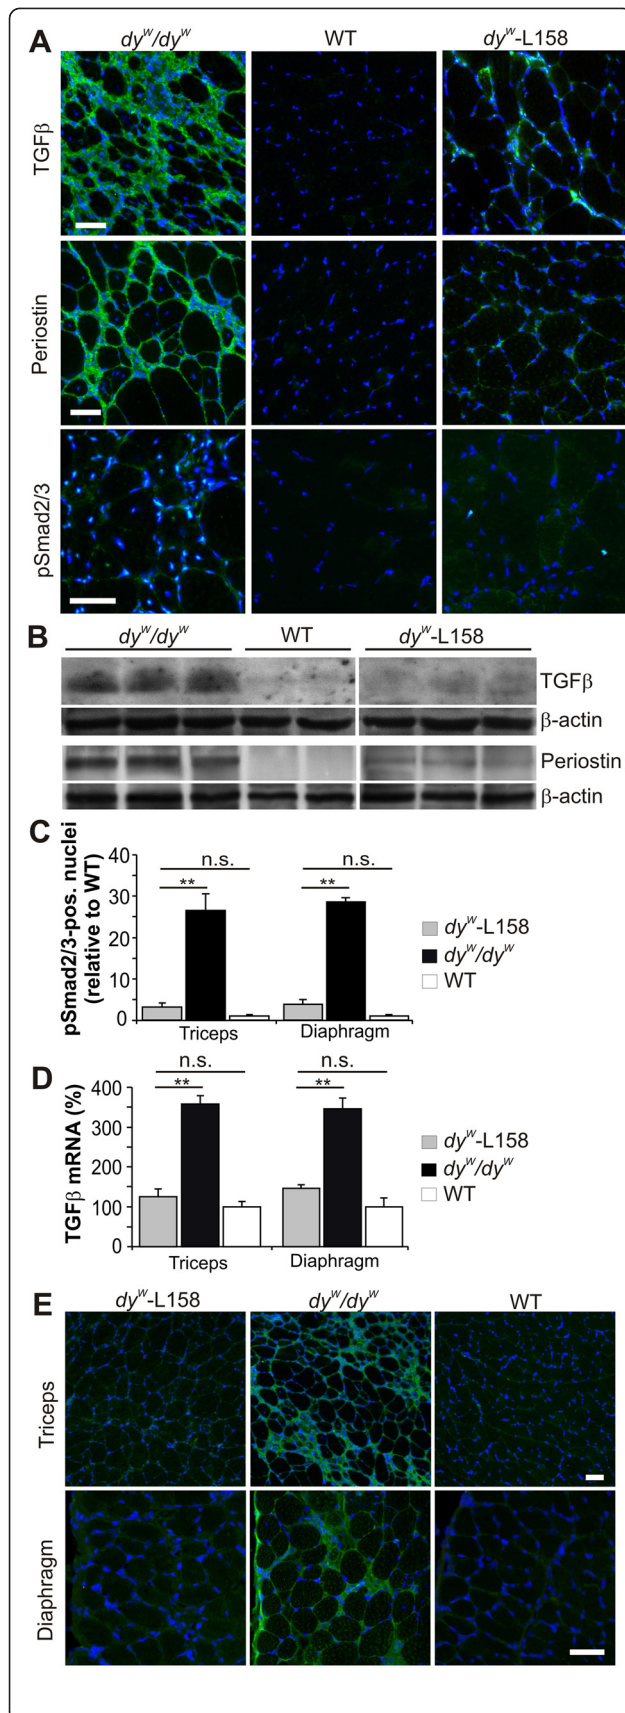 A
dyʷ/dyʷ WT dyʷ-L158
TGFβ
Periostin
pSmad2/3
B
dyʷ/dyʷ WT dyʷ-L158
TGFβ
β-actin
Periostin
β-actin
C
pSmad2/3-pos. nuclei
(relative to WT)
40
30
20
10
0
n.s. n.s.
** **
Triceps Diaphragm
dyʷ-L158
dyʷ/dyʷ
WT
D
TGFβ mRNA (%)
400
300
200
100
0
n.s. n.s.
** **
Triceps Diaphragm
dyʷ-L158
dyʷ/dyʷ
WT
E
dyʷ-L158 dyʷ/dyʷ WT
Triceps
Diaphragm